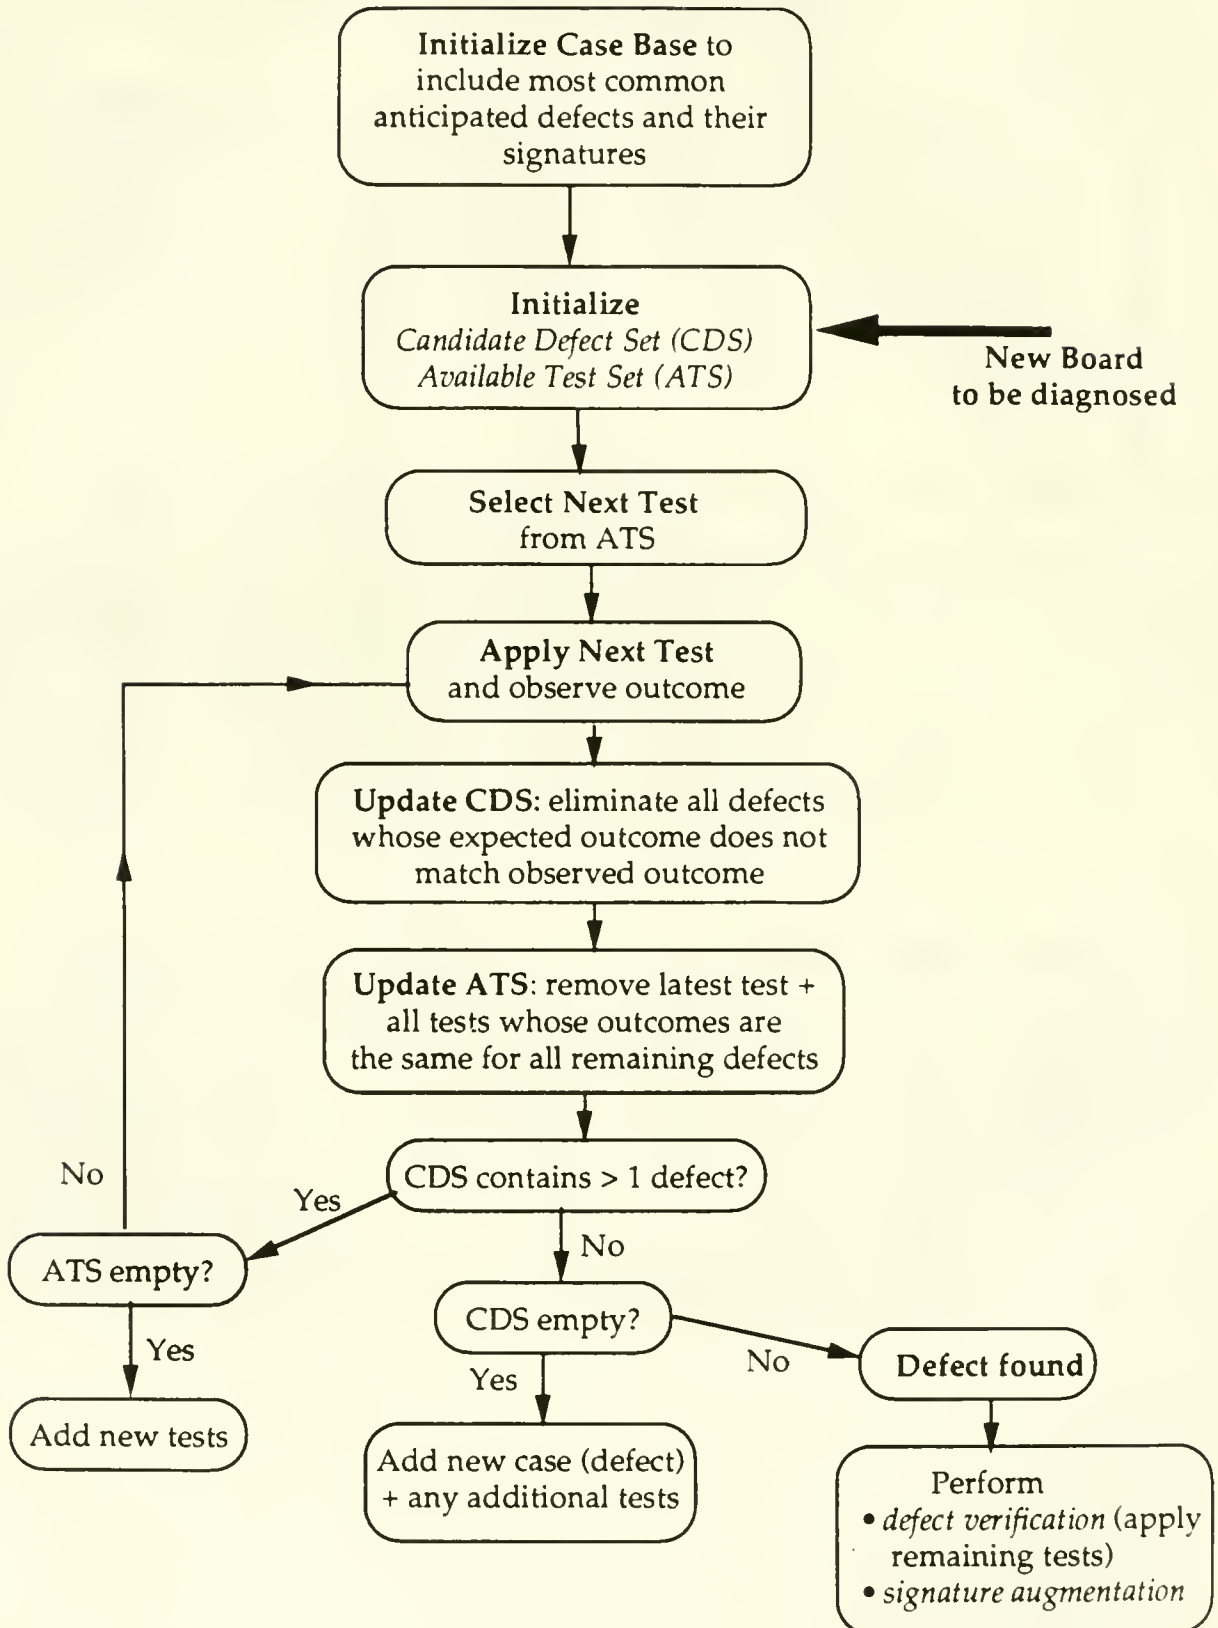 Initialize Case Base to
include most common
anticipated defects and their
signatures
Initialize
Candidate Defect Set (CDS)
Available Test Set (ATS)
New Board
to be diagnosed
Select Next Test
from ATS
Apply Next Test
and observe outcome
Update CDS: eliminate all defects
whose expected outcome does not
match observed outcome
Update ATS: remove latest test +
all tests whose outcomes are
the same for all remaining defects
CDS contains > 1 defect?
No
Yes
ATS empty?
No
CDS empty?
Yes
No
Yes
Defect found
Add new tests
Add new case (defect)
+ any additional tests
Perform
• defect verification (apply
remaining tests)
• signature augmentation